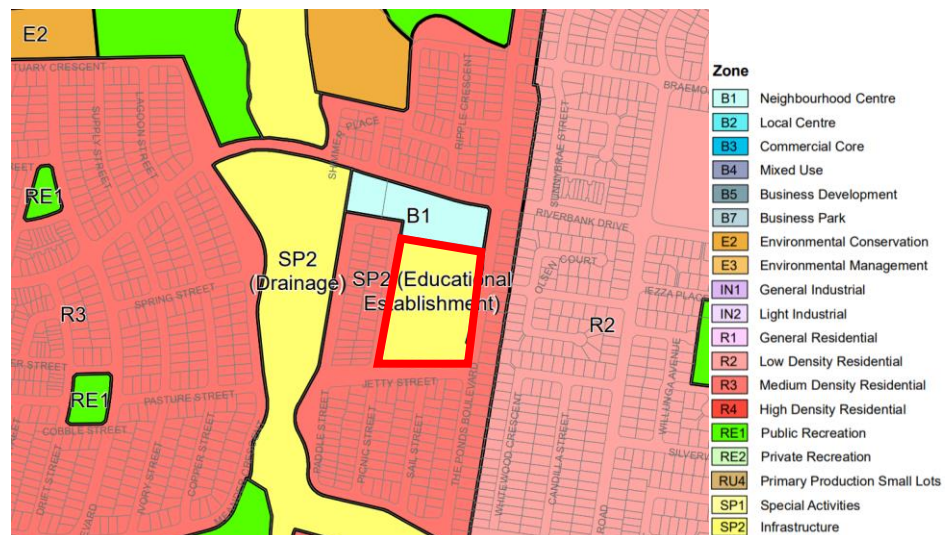 E2
TUARY CRESCENT
SUPPLY STREET
LAGOON STREET
SHIMMER PLACE
RIPPLE CRESCENT
SUNNYBRAE STREET
RE1
B1
RIVERBANK DRIVE
OLSEN COURT
SP2
(Drainage)
SP2 (Educational
Establishment)
SPRING STREET
JEZZA PLACE
R3
R2
ER STREET
JETTY STREET
WILLUNGA AVENUE
RE1
PASTURE STREET
COBBLE STREET
PADDLE STREET
PICNIC STREET
SAIL STREET
THE PONDS BOULEVARD
WHITEWOOD CRESCENT
CANDILLA STREET
DRIFT STREET
IVORY STREET
COPPER STREET
ROAD
Zone
B1 Neighbourhood Centre
B2 Local Centre
B3 Commercial Core
B4 Mixed Use
B5 Business Development
B7 Business Park
E2 Environmental Conservation
E3 Environmental Management
IN1 General Industrial
IN2 Light Industrial
R1 General Residential
R2 Low Density Residential
R3 Medium Density Residential
R4 High Density Residential
RE1 Public Recreation
RE2 Private Recreation
RU4 Primary Production Small Lots
SP1 Special Activities
SP2 Infrastructure